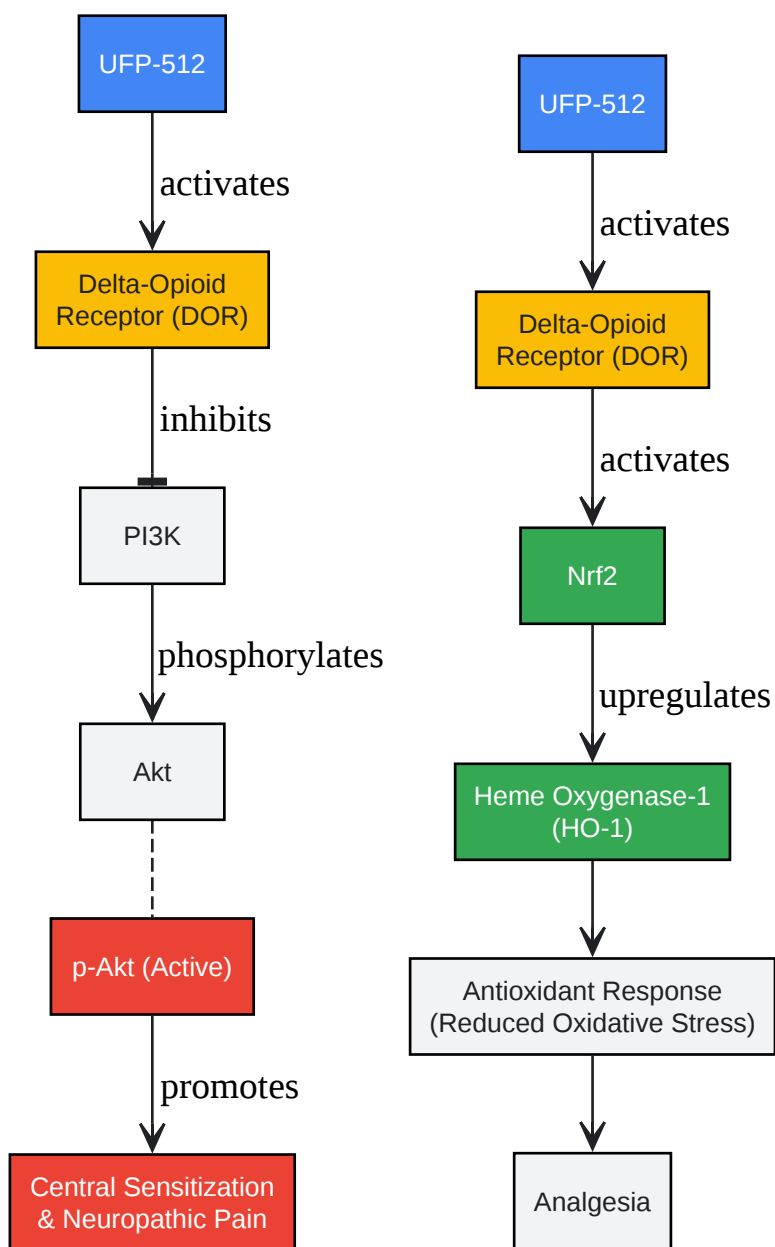 UFP-512
activates
Delta-Opioid
Receptor (DOR)
inhibits
PI3K
phosphorylates
Akt
p-Akt (Active)
promotes
Central Sensitization
& Neuropathic Pain
UFP-512
activates
Delta-Opioid
Receptor (DOR)
activates
Nrf2
upregulates
Heme Oxygenase-1
(HO-1)
Antioxidant Response
(Reduced Oxidative Stress)
Analgesia